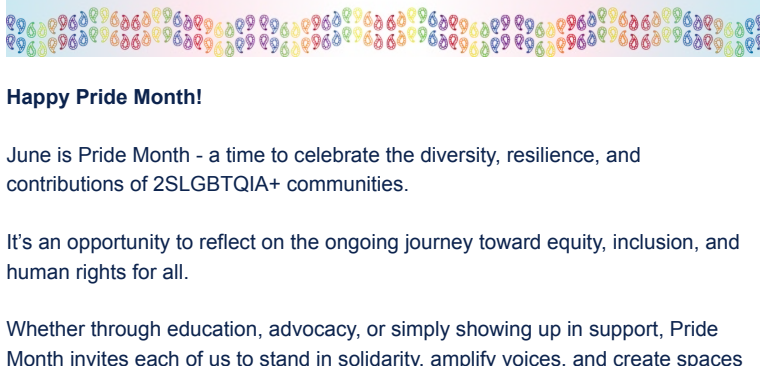 Happy Pride Month!
June is Pride Month - a time to celebrate the diversity, resilience, and
contributions of 2SLGBTQIA+ communities.
It’s an opportunity to reflect on the ongoing journey toward equity, inclusion, and
human rights for all.
Whether through education, advocacy, or simply showing up in support, Pride
Month invites each of us to stand in solidarity, amplify voices, and create spaces